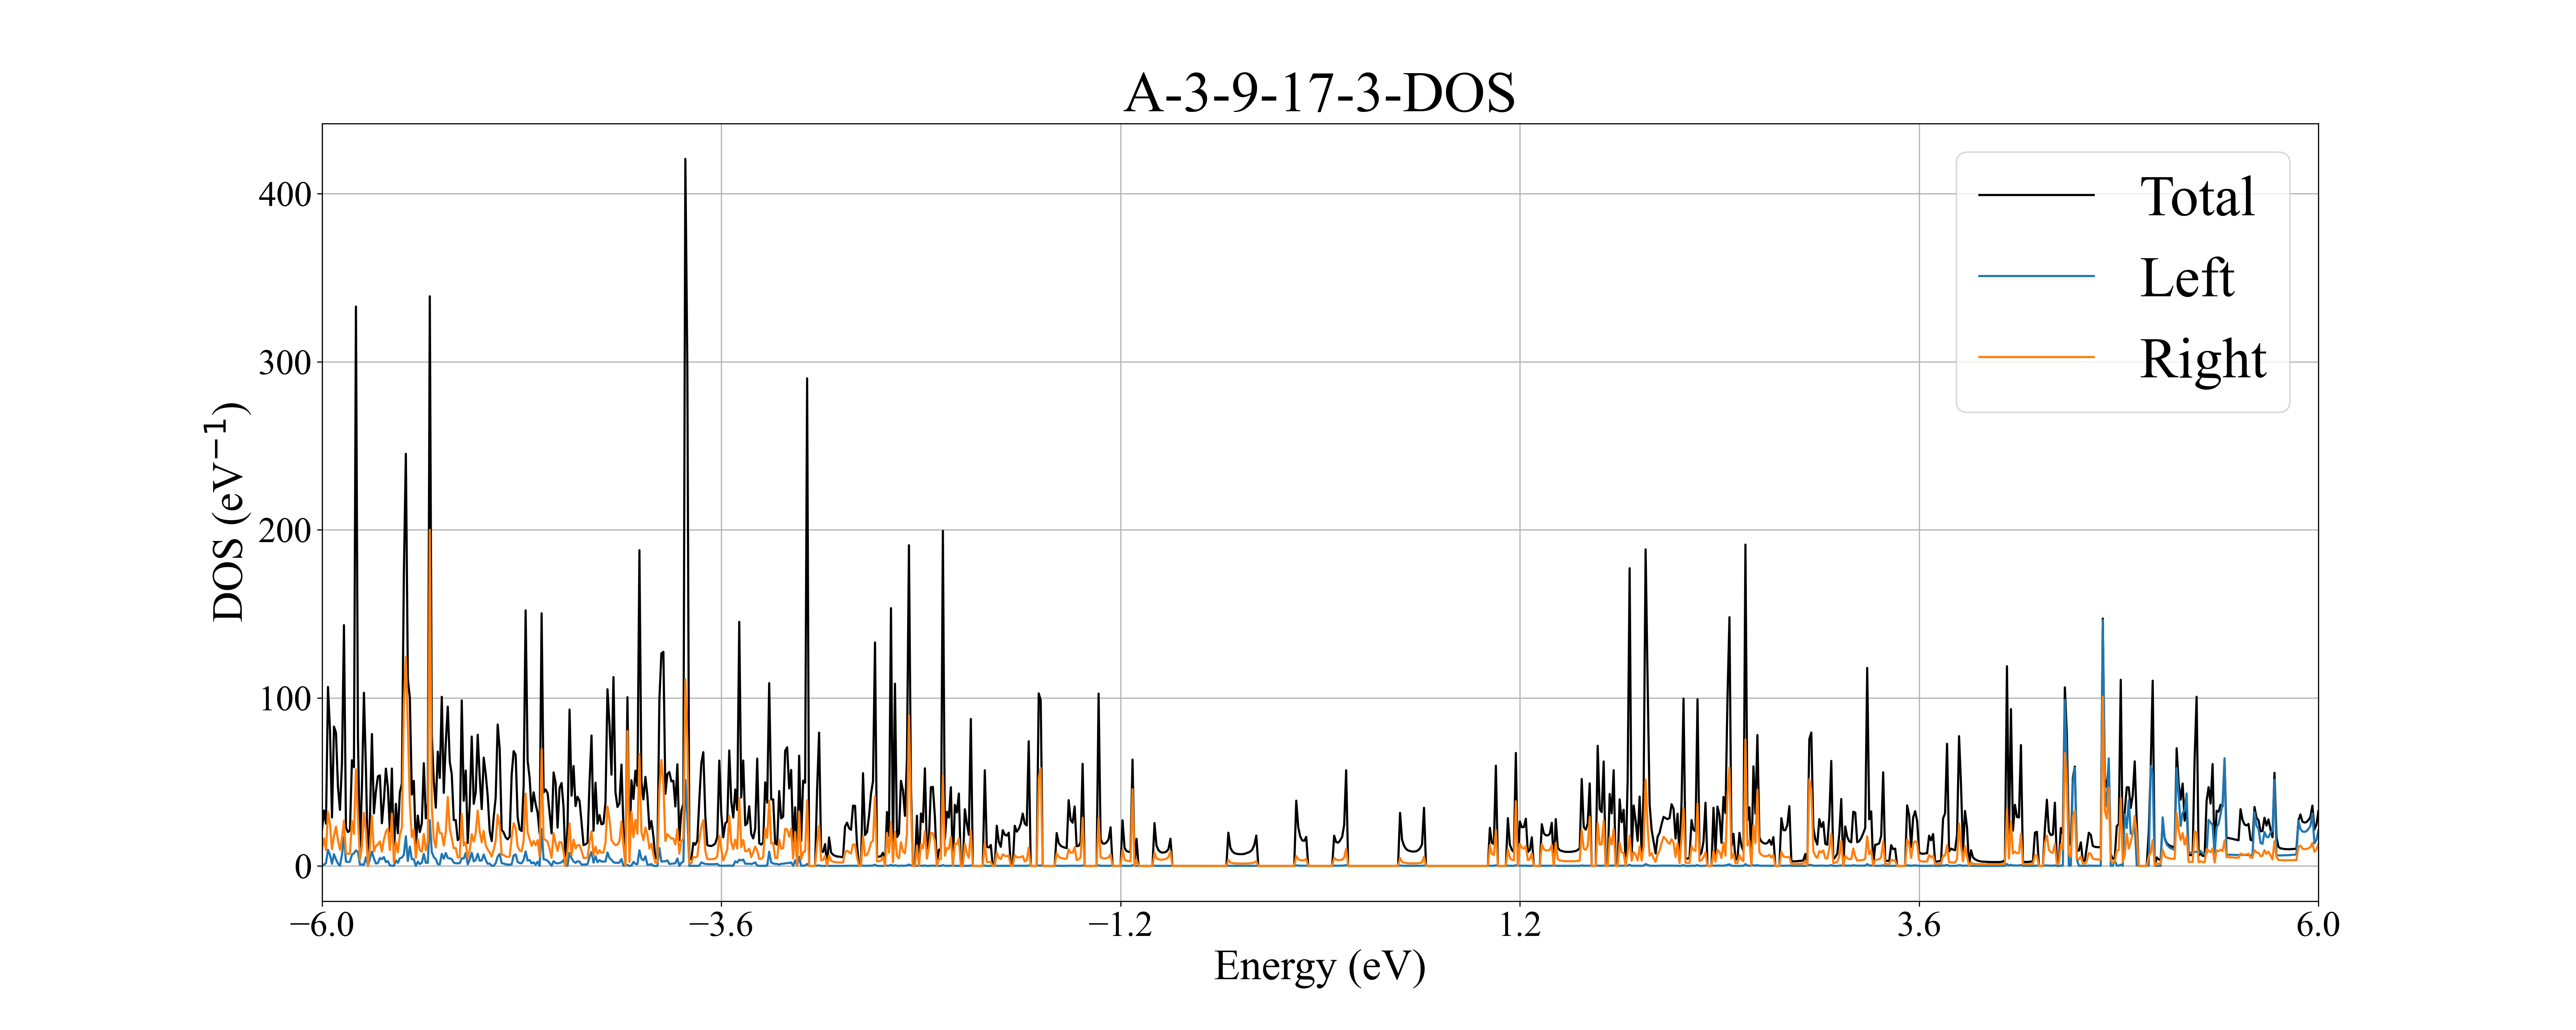 A-3-9-17-3-DOS
Total
Left
Right
DOS (eV⁻¹)
400
300
200
100
0
−6.0 −3.6 −1.2 1.2 3.6 6.0
Energy (eV)